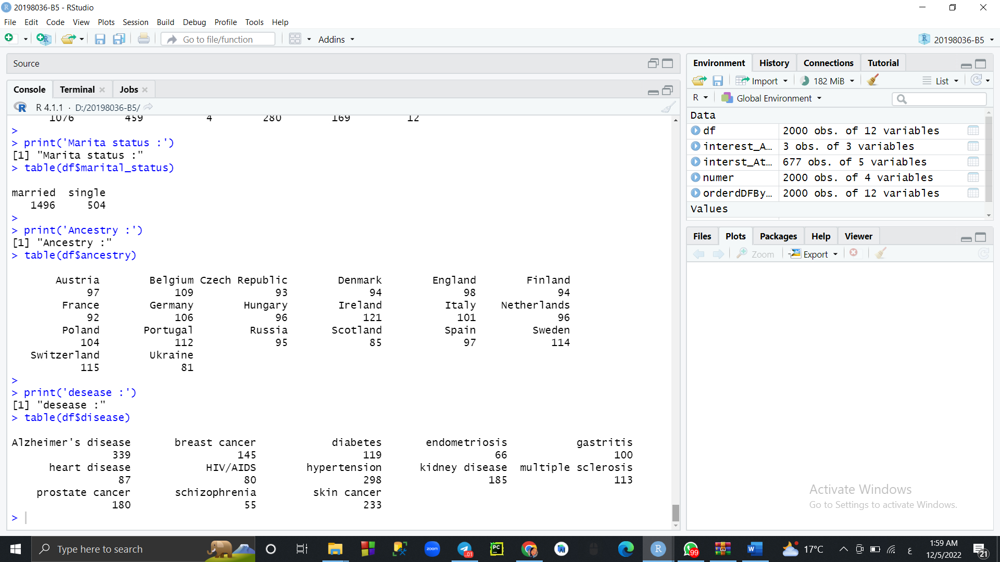 20198036-B5 - RStudio
File Edit Code View Plots Session Build Debug Profile Tools Help
Go to file/function Addins 20198036-B5
Source
Console Terminal Jobs
R 4.1.1 · D:/20198036-B5/
1076 459 4 280 169 12
>
> print('Marita status :')
[1] "Marita status :"
> table(df$marital_status)
married single
1496 504
>
> print('Ancestry :')
[1] "Ancestry :"
> table(df$ancestry)
Austria Belgium Czech Republic Denmark England Finland
97 109 93 94 98 94
France Germany Hungary Ireland Italy Netherlands
92 106 96 121 101 96
Poland Portugal Russia Scotland Spain Sweden
104 112 95 85 97 114
Switzerland Ukraine
115 81
>
> print('desease :')
[1] "desease :"
> table(df$disease)
Alzheimer's disease breast cancer diabetes endometriosis gastritis
339 145 119 66 100
heart disease HIV/AIDS hypertension kidney disease multiple sclerosis
87 80 298 185 113
prostate cancer schizophrenia skin cancer
180 55 233
>
Environment History Connections Tutorial
Import 182 MiB List
R Global Environment
Data
df 2000 obs. of 12 variables
interest_A… 3 obs. of 3 variables
interst_At… 677 obs. of 5 variables
numer 2000 obs. of 4 variables
orderdDFBy… 2000 obs. of 12 variables
Values
Files Plots Packages Help Viewer
Zoom Export
Activate Windows
Go to Settings to activate Windows.
Type here to search zoom .01 PC R 99 W 17°C ع 1:59 AM
12/5/2022 21